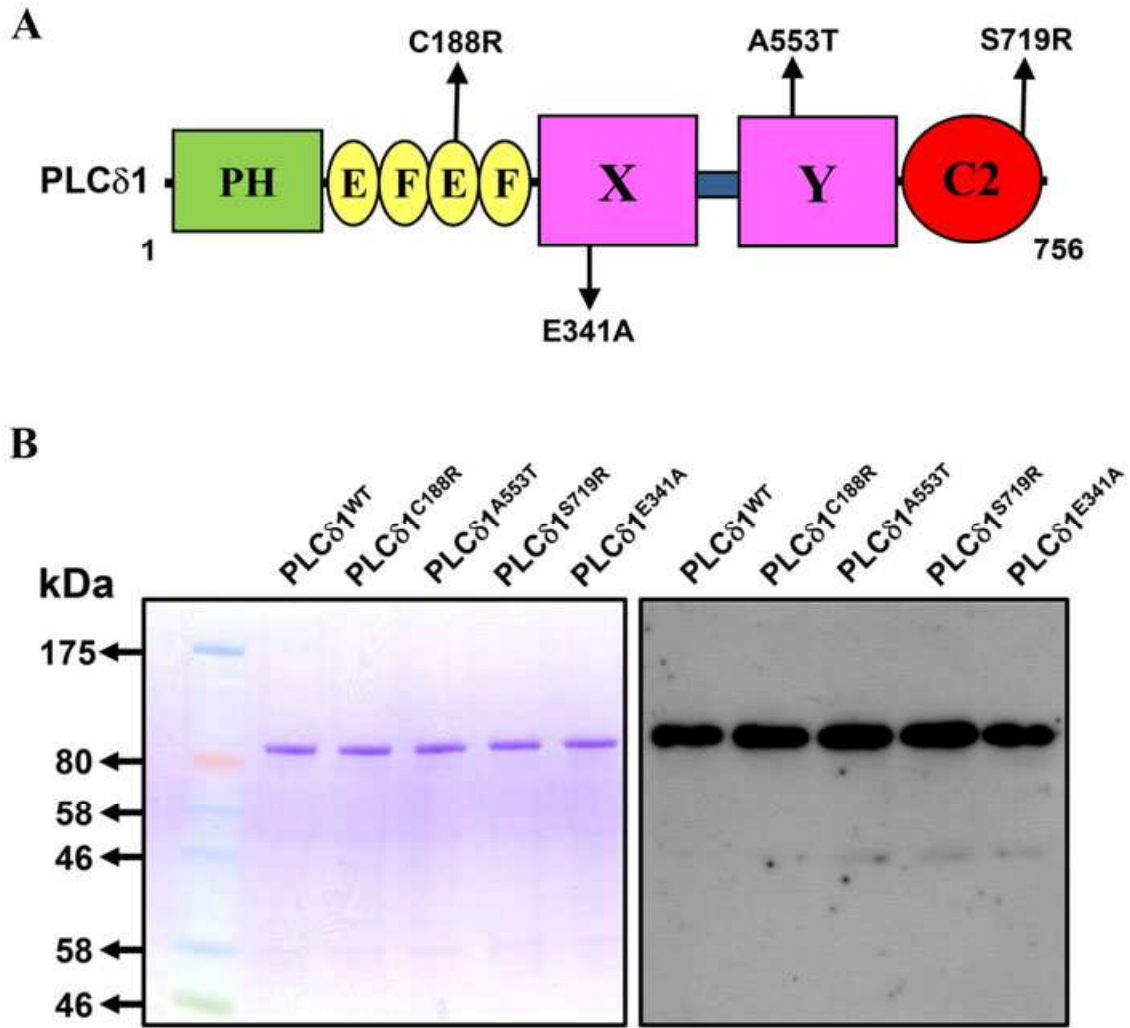 A
C188R
A553T
S719R
PLCδ1
PH
E
F
E
F
X
Y
C2
1
756
E341A
B
PLCδ1WT
PLCδ1C188R
PLCδ1A553T
PLCδ1S719R
PLCδ1E341A
PLCδ1WT
PLCδ1C188R
PLCδ1A553T
PLCδ1S719R
PLCδ1E341A
kDa
175
80
58
46
58
46